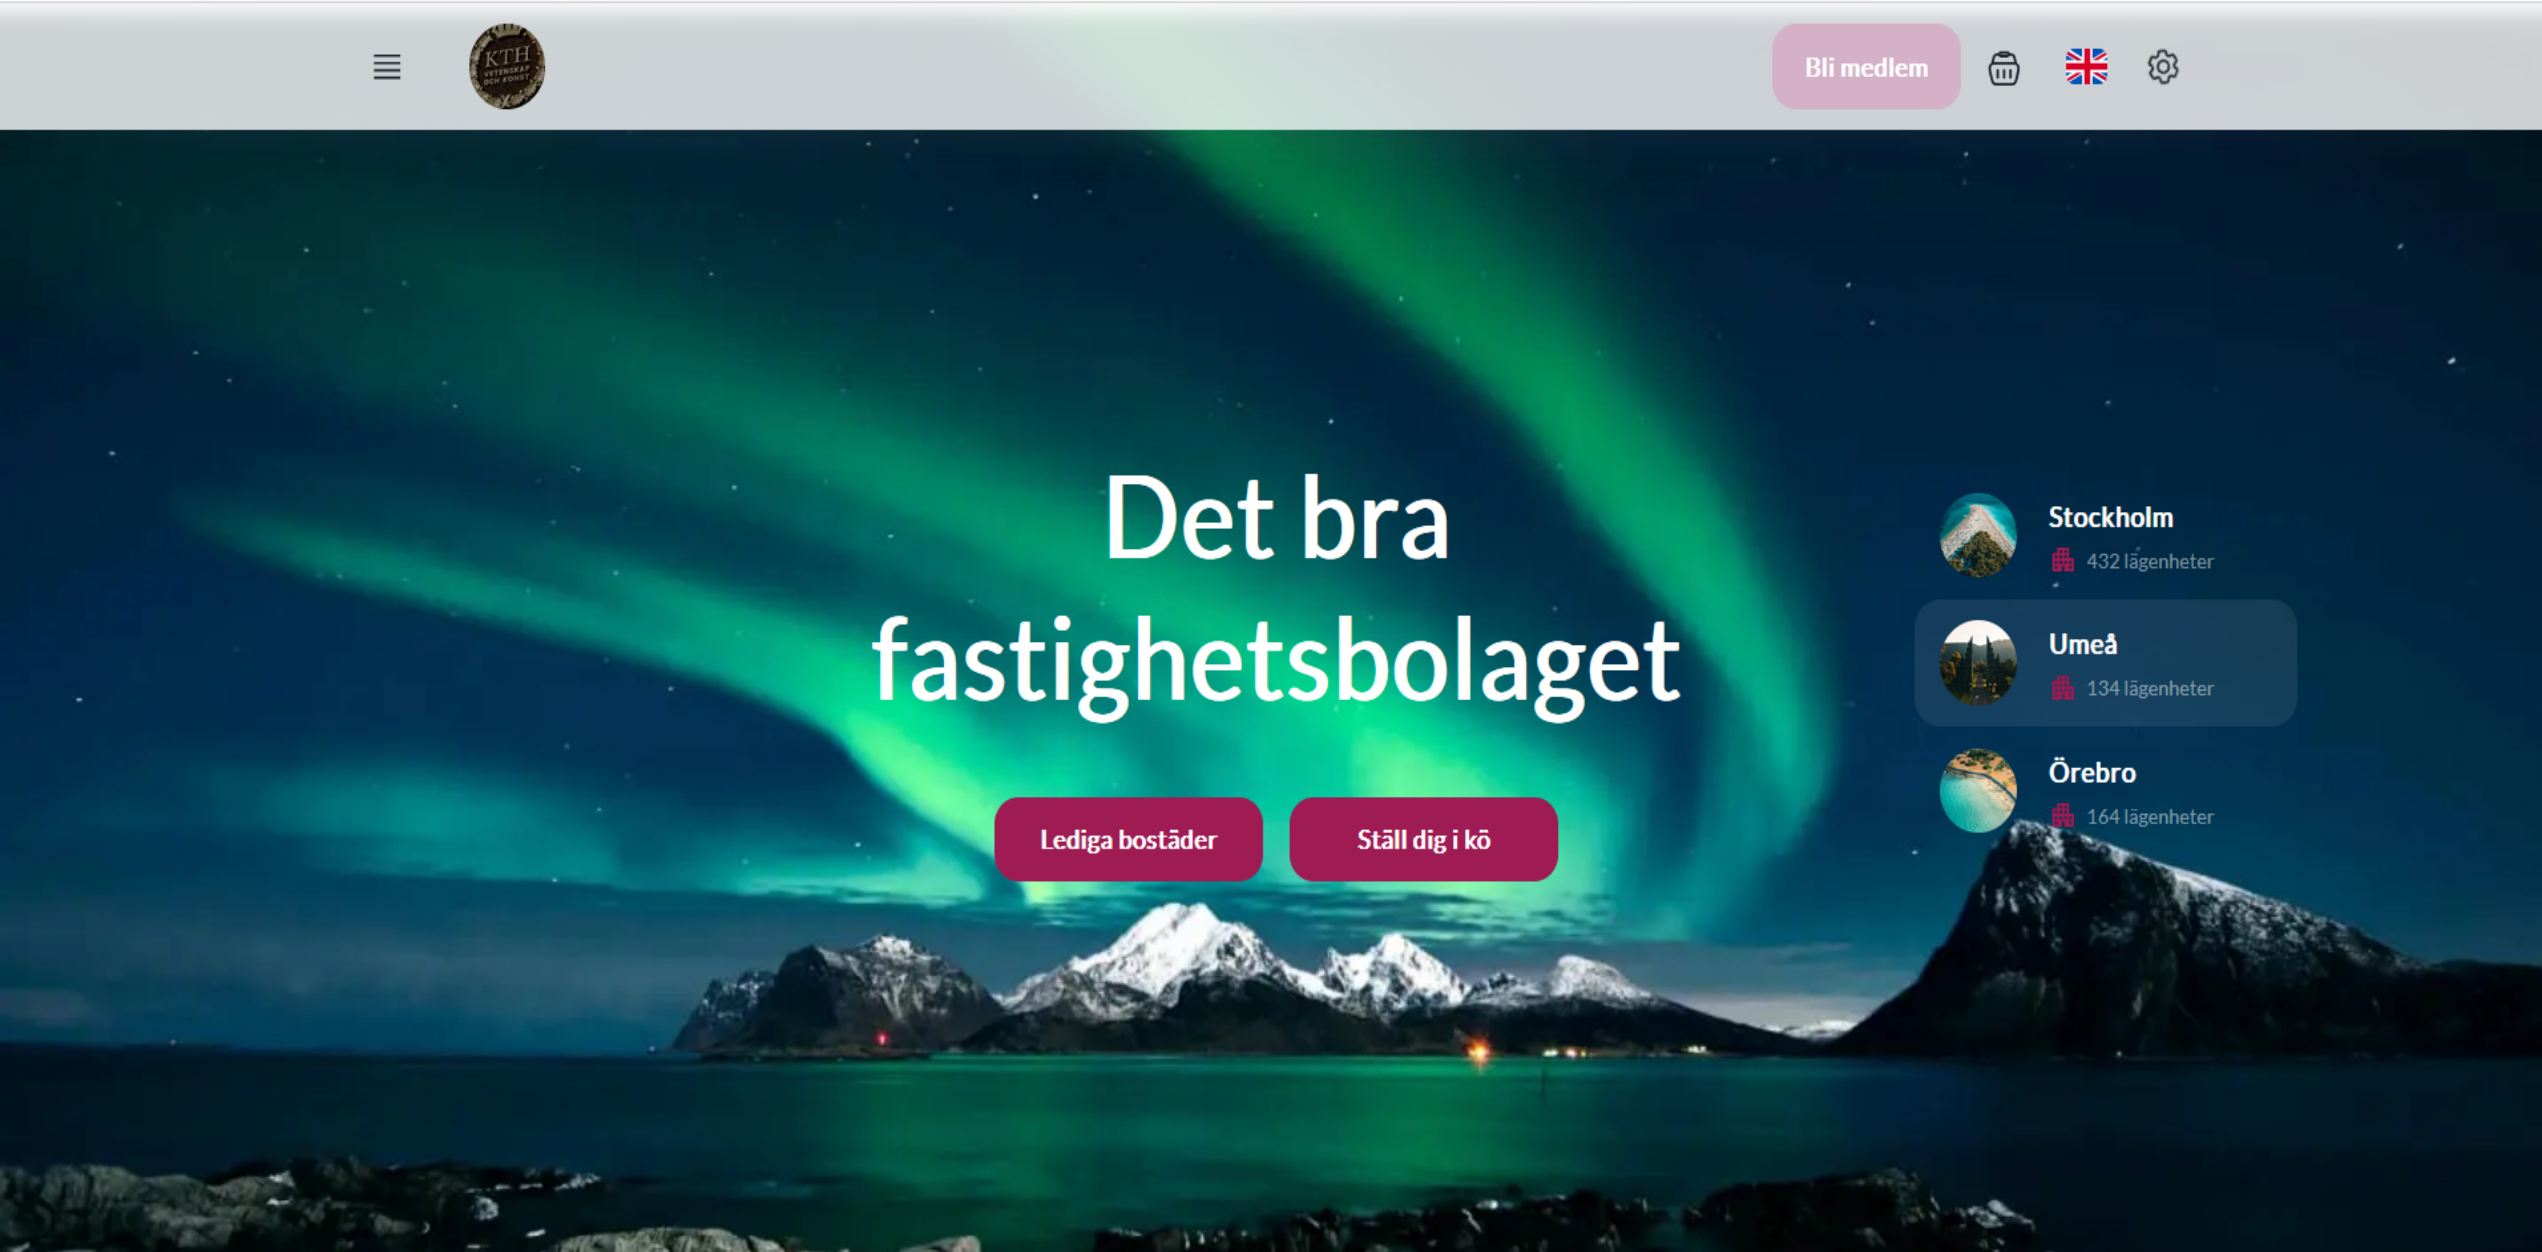 KTH
VETENSKAP
OCH KONST
Bli medlem
Det bra
fastighetsbolaget
Lediga bostäder
Ställ dig i kö
Stockholm
432 lägenheter
Umeå
134 lägenheter
Örebro
164 lägenheter